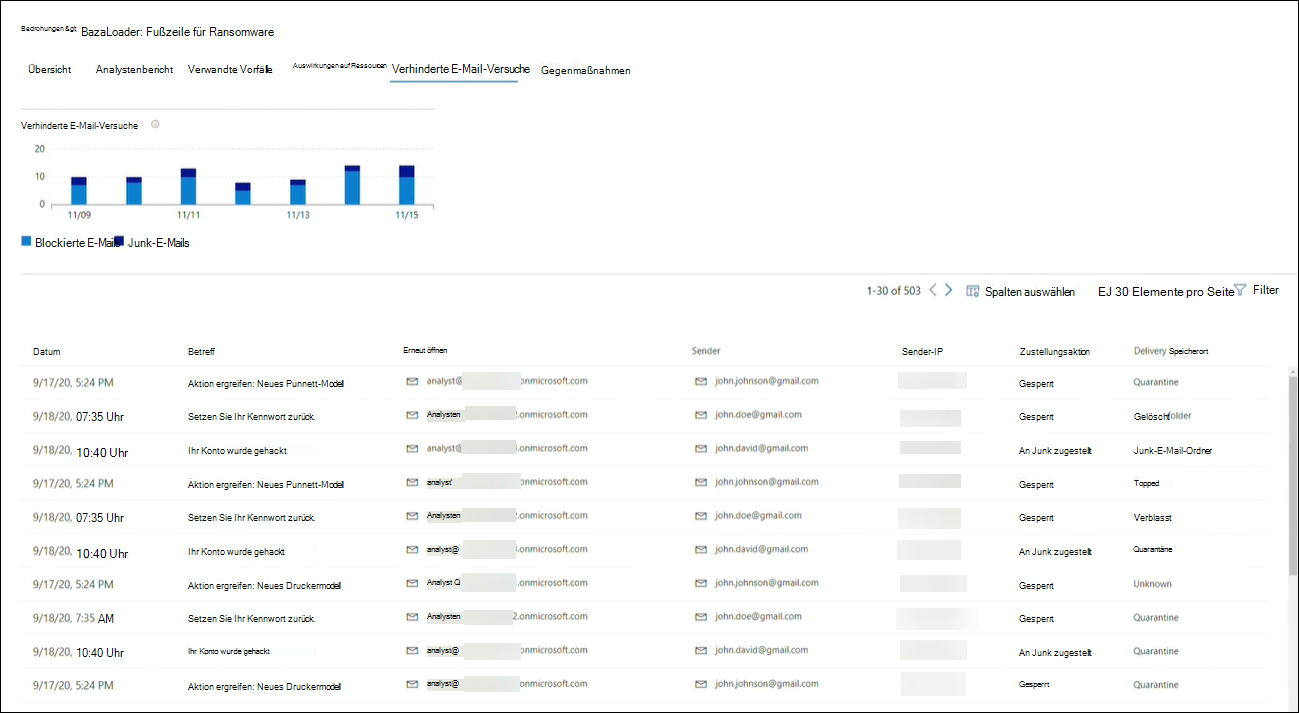 Bedrohungen &gt; BazaLoader: Fußzeile für Ransomware
Übersicht Analystenbericht Verwandte Vorfälle Auswirkungen auf Ressourcen Verhinderte E-Mail-Versuche Gegenmaßnahmen
Verhinderte E-Mail-Versuche
20
10
0
11/09 11/11 11/13 11/15
Blockierte E-Mails Junk-E-Mails
1-30 of 503 Spalten auswählen EJ 30 Elemente pro Seite Filter
Datum Betreff Erneut öffnen Sender Sender-IP Zustellungsaktion Delivery Speicherort
9/17/20, 5:24 PM Aktion ergreifen: Neues Punnett-Modell analyst@ onmicrosoft.com john.johnson@gmail.com Gesperrt Quarantine
9/18/20, 07:35 Uhr Setzen Sie Ihr Kennwort zurück. Analysten .onmicrosoft.com john.doe@gmail.com Gesperrt Gelöscht folder
9/18/20, 10:40 Uhr Ihr Konto wurde gehackt analyst@ .onmicrosoft.com john.david@gmail.com An Junk zugestellt Junk-E-Mail-Ordner
9/17/20, 5:24 PM Aktion ergreifen: Neues Punnett-Modell analyst' onmicrosoft.com john.johnson@gmail.com Gesperrt Topped
9/18/20, 07:35 Uhr Setzen Sie Ihr Kennwort zurück. Analysten .onmicrosoft.com john.doe@gmail.com Gesperrt Verblasst
9/18/20, 10:40 Uhr Ihr Konto wurde gehackt analyst@ .onmicrosoft.com john.david@gmail.com An Junk zugestellt Quarantäne
9/17/20, 5:24 PM Aktion ergreifen: Neues Druckermodell Analyst Q .onmicrosoft.com john.johnson@gmail.com Gesperrt Unknown
9/18/20, 7:35 AM Setzen Sie Ihr Kennwort zurück. Analysten 2.onmicrosoft.com john.doe@gmail.com Gesperrt Quarantine
9/18/20, 10:40 Uhr Ihr Konto wurde gehackt analyst@ onmicrosoft.com john.david@gmail.com An Junk zugestellt Quarantine
9/17/20, 5:24 PM Aktion ergreifen: Neues Druckermodell analyst@ onmicrosoft.com john.johnson@gmail.com Gesperrt Quarantine